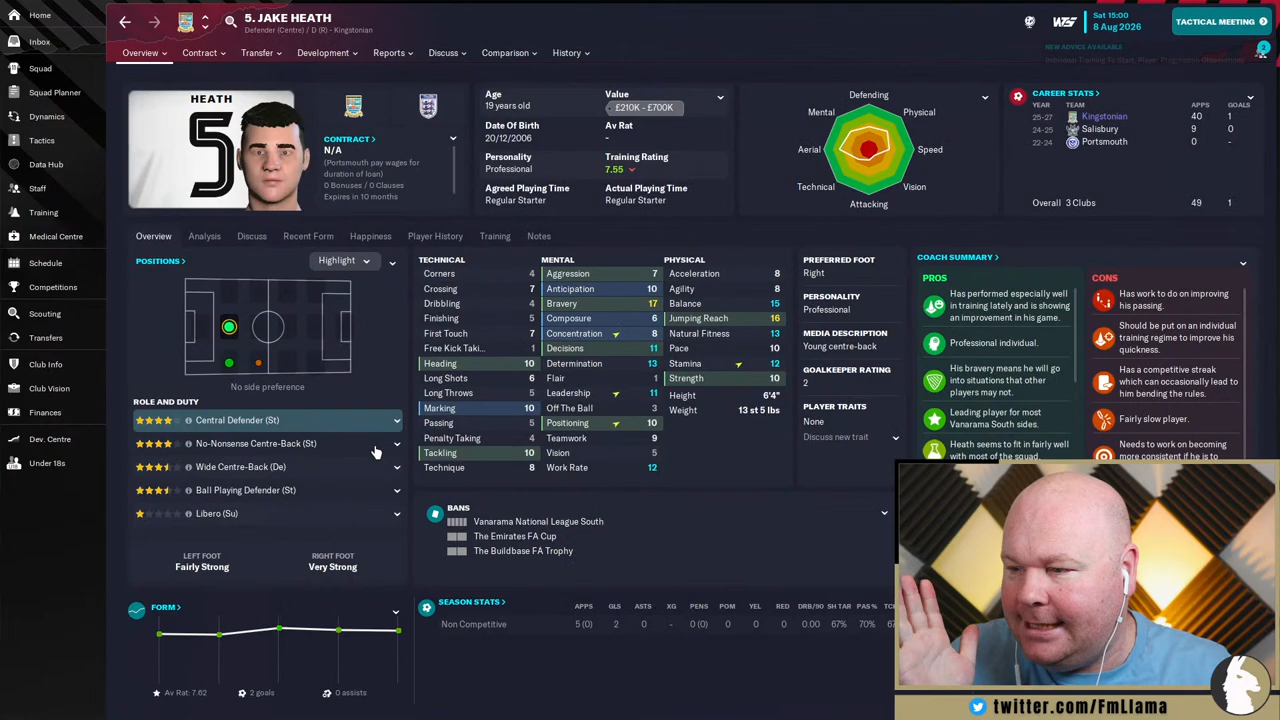 Home
Inbox
Squad
Squad Planner
Dynamics
Tactics
Data Hub
Staff
Training
Medical Centre
Schedule
Competitions
Scouting
Transfers
Club Info
Club Vision
Finances
Dev. Centre
Under 18s
5. JAKE HEATH
Defender (Centre) / D (R) - Kingstonian
Sat 15:00
8 Aug 2026
TACTICAL MEETING
Overview
Contract
Transfer
Development
Reports
Discuss
Comparison
History
NEW ADVICE AVAILABLE
2
HEATH
5
CONTRACT >
N/A
(Portsmouth pay wages for
duration of loan)
0 Bonuses / 0 Clauses
Expires in 10 months
Age
19 years old
Date Of Birth
20/12/2006
Personality
Professional
Agreed Playing Time
Regular Starter
Value
£210K - £700K
Av Rat
-
Training Rating
7.55
Actual Playing Time
Regular Starter
Defending
Mental
Physical
Aerial
Speed
Technical
Vision
Attacking
CAREER STATS >
YEAR TEAM APPS GOALS
25-27 Kingstonian 40 1
24-25 Salisbury 9 0
22-24 Portsmouth 0 -
Overall 3 Clubs 49 1
Overview
Analysis
Discuss
Recent Form
Happiness
Player History
Training
Notes
POSITIONS >
Highlight
No side preference
ROLE AND DUTY
Central Defender (St)
No-Nonsense Centre-Back (St)
Wide Centre-Back (De)
Ball Playing Defender (St)
Libero (Su)
LEFT FOOT
Fairly Strong
RIGHT FOOT
Very Strong
TECHNICAL
Corners 4
Crossing 7
Dribbling 4
Finishing 5
First Touch 7
Free Kick Taki... 1
Heading 10
Long Shots 6
Long Throws 5
Marking 10
Passing 5
Penalty Taking 4
Tackling 10
Technique 8
MENTAL
Aggression 7
Anticipation 10
Bravery 17
Composure 6
Concentration 8
Decisions 11
Determination 13
Flair 1
Leadership 11
Off The Ball 3
Positioning 10
Teamwork 9
Vision 5
Work Rate 12
PHYSICAL
Acceleration 8
Agility 8
Balance 15
Jumping Reach 16
Natural Fitness 13
Pace 10
Stamina 12
Strength 10
Height 6'4"
Weight 13 st 5 lbs
PREFERRED FOOT
Right
PERSONALITY
Professional
MEDIA DESCRIPTION
Young centre-back
GOALKEEPER RATING
2
PLAYER TRAITS
None
Discuss new trait
COACH SUMMARY >
PROS
Has performed especially well
in training lately and is showing
an improvement in his game.
Professional individual.
His bravery means he will go
into situations that other
players may not.
Leading player for most
Vanarama South sides.
Heath seems to fit in fairly well
with most of the squad.
CONS
Has work to do on improving
his passing.
Should be put on an individual
training regime to improve his
quickness.
Has a competitive streak
which can occasionally lead to
him bending the rules.
Fairly slow player.
Needs to work on becoming
more consistent if he is to
BANS
Vanarama National League South
The Emirates FA Cup
The Buildbase FA Trophy
FORM >
Av Rat: 7.62
2 goals
0 assists
SEASON STATS >
APPS GLS ASTS XG PENS POM YEL RED DRB/90 SH TAR PAS %
Non Competitive 5 (0) 2 0 - 0 (0) 0 0 0 0.00 67% 70%
twitter.com/FmLlama